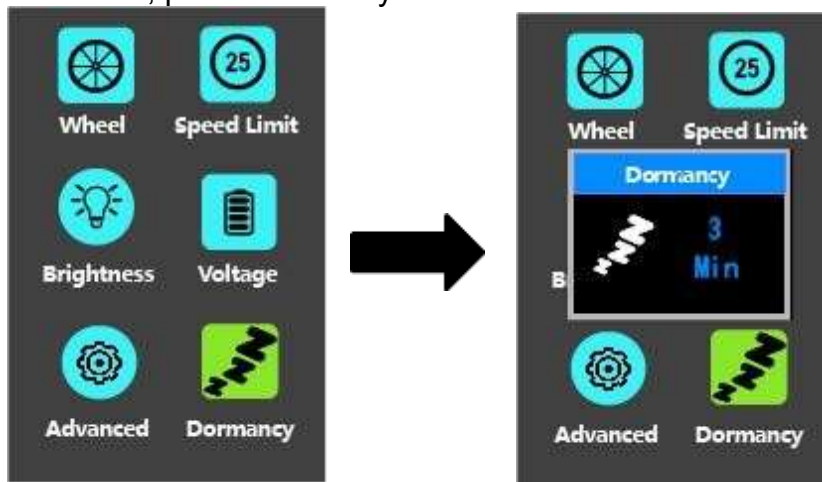 25
Wheel Speed Limit
Brightness Voltage
Advanced Dormancy
25
Wheel Speed Limit
Dormancy
3
Min
B
Advanced Dormancy